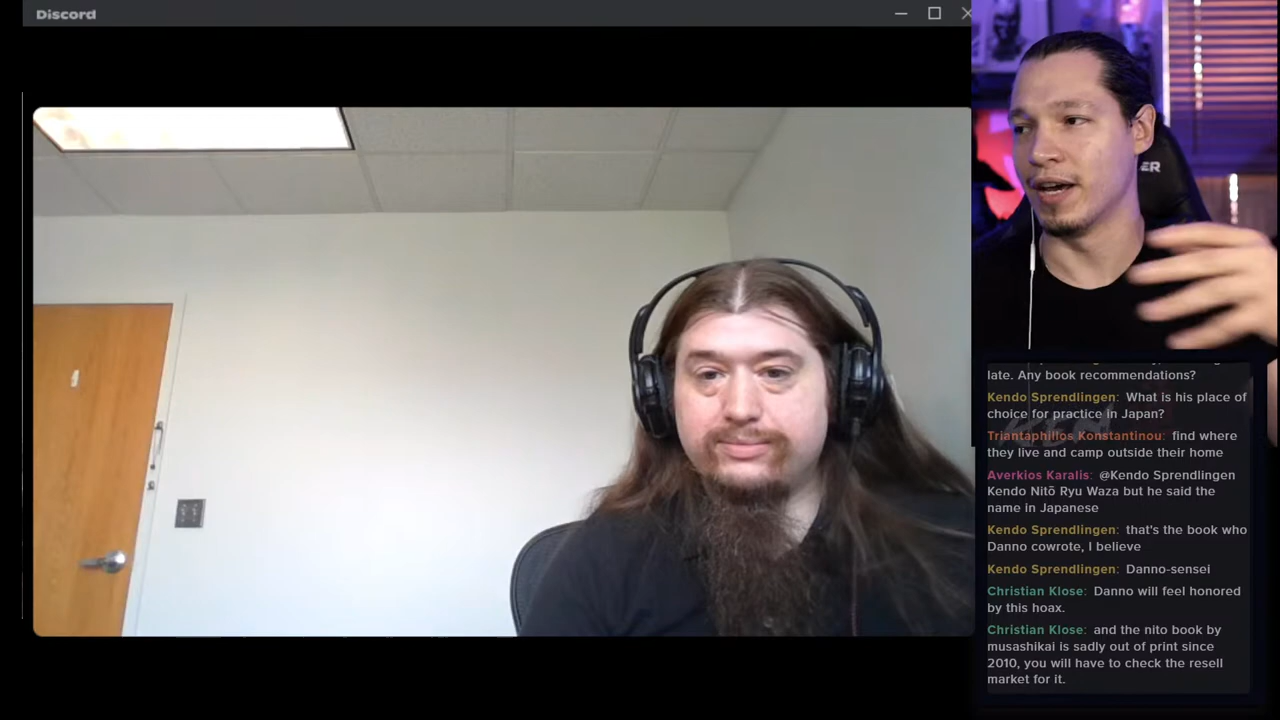 Discord
ER
late. Any book recommendations?
Kendo Sprendlingen: What is his place of
choice for practice in Japan?
Triantaphillos Konstantinou: find where
they live and camp outside their home
Averkios Karalis: @Kendo Sprendlingen
Kendo Nitō Ryu Waza but he said the
name in Japanese
Kendo Sprendlingen: that's the book who
Danno cowrote, I believe
Kendo Sprendlingen: Danno-sensei
Christian Klose: Danno will feel honored
by this hoax.
Christian Klose: and the nito book by
musashikai is sadly out of print since
2010, you will have to check the resell
market for it.